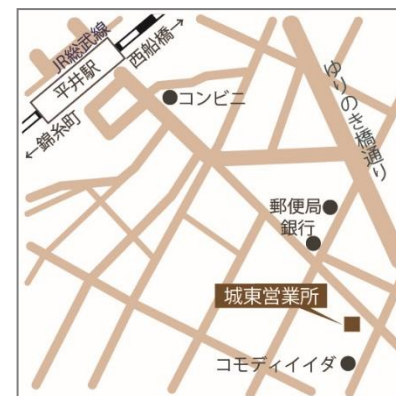 JR総武線
平井駅
西船橋→
←錦糸町
コンビニ
ゆりのき橋通り
郵便局
銀行
城東営業所
コモディイイダ